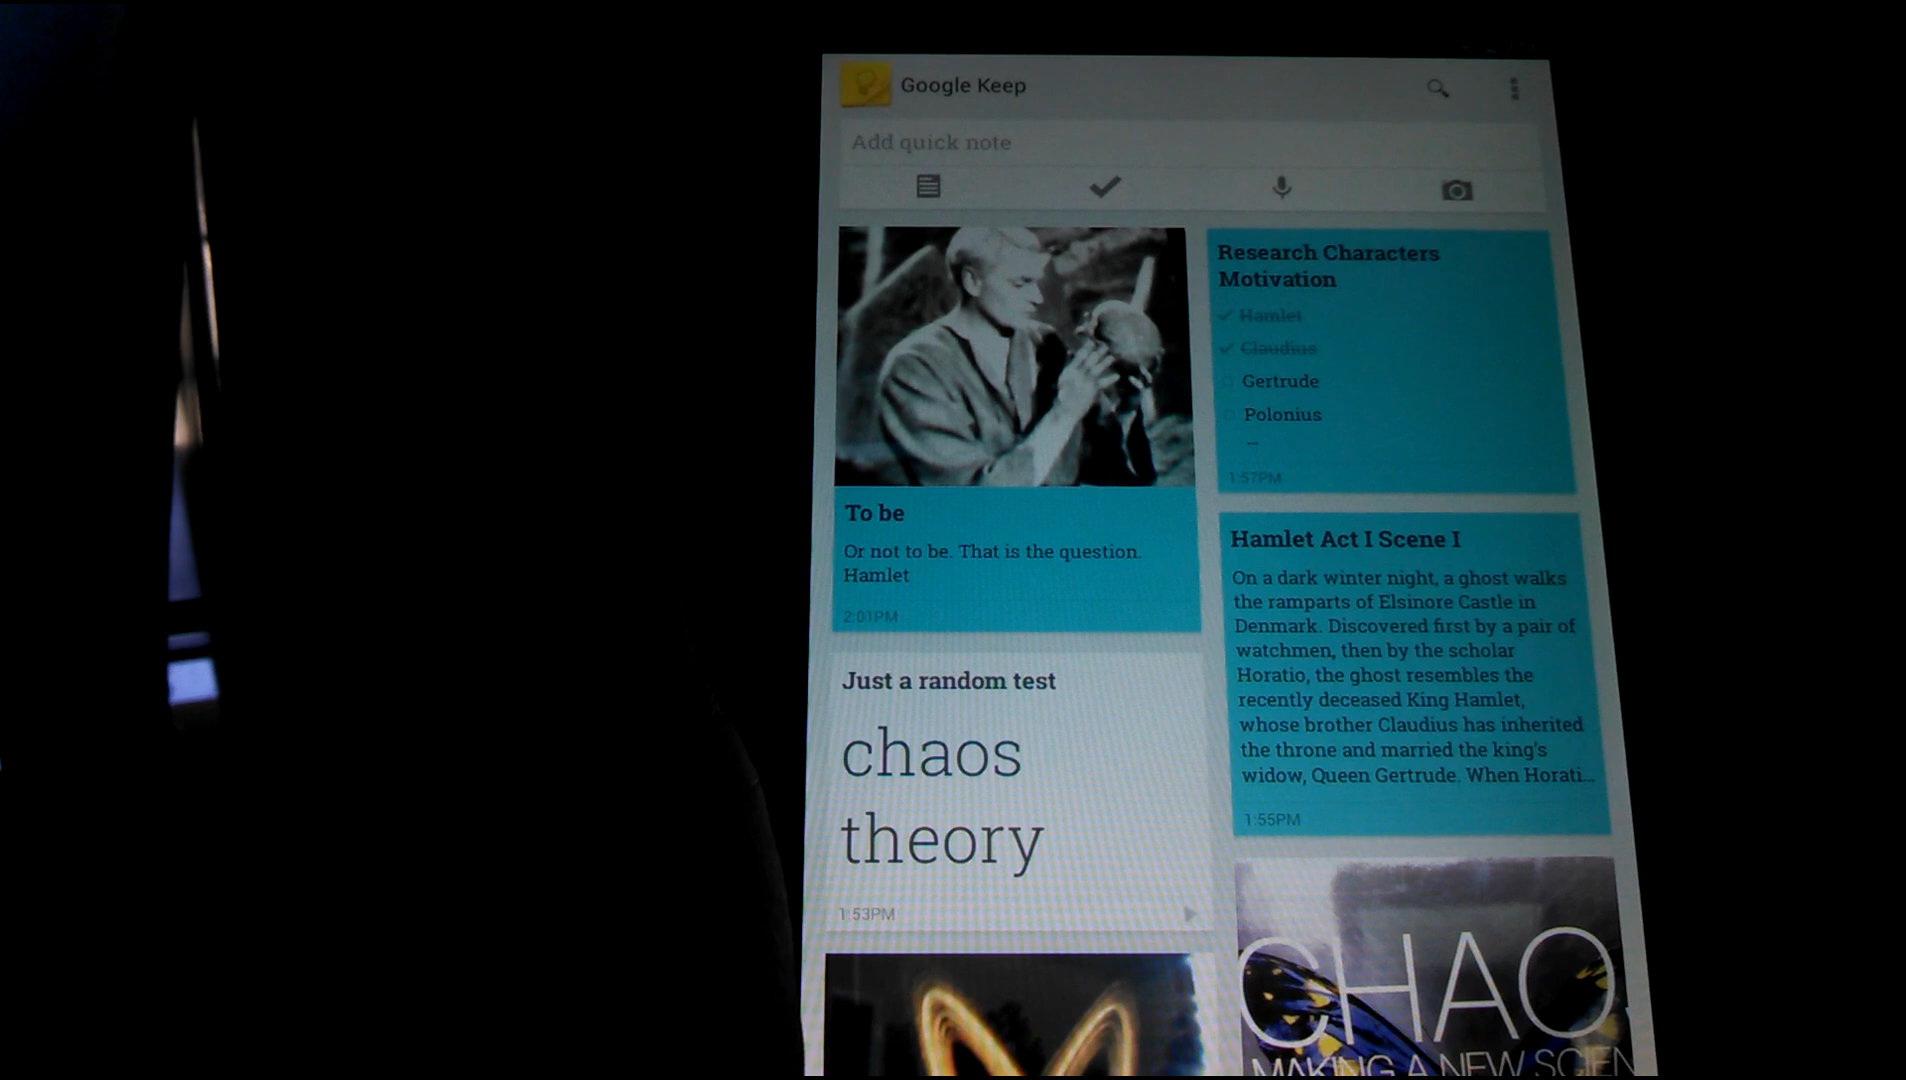 Google Keep
Add quick note
To be
Or not to be. That is the question.
Hamlet
2:01PM
Just a random test
chaos
theory
1:53PM
Research Characters
Motivation
Hamlet
Claudius
Gertrude
Polonius
...
1:57PM
Hamlet Act I Scene I
On a dark winter night, a ghost walks
the ramparts of Elsinore Castle in
Denmark. Discovered first by a pair of
watchmen, then by the scholar
Horatio, the ghost resembles the
recently deceased King Hamlet,
whose brother Claudius has inherited
the throne and married the king's
widow, Queen Gertrude. When Horati...
1:55PM
CHAO
MAKING A NEW SCIEN